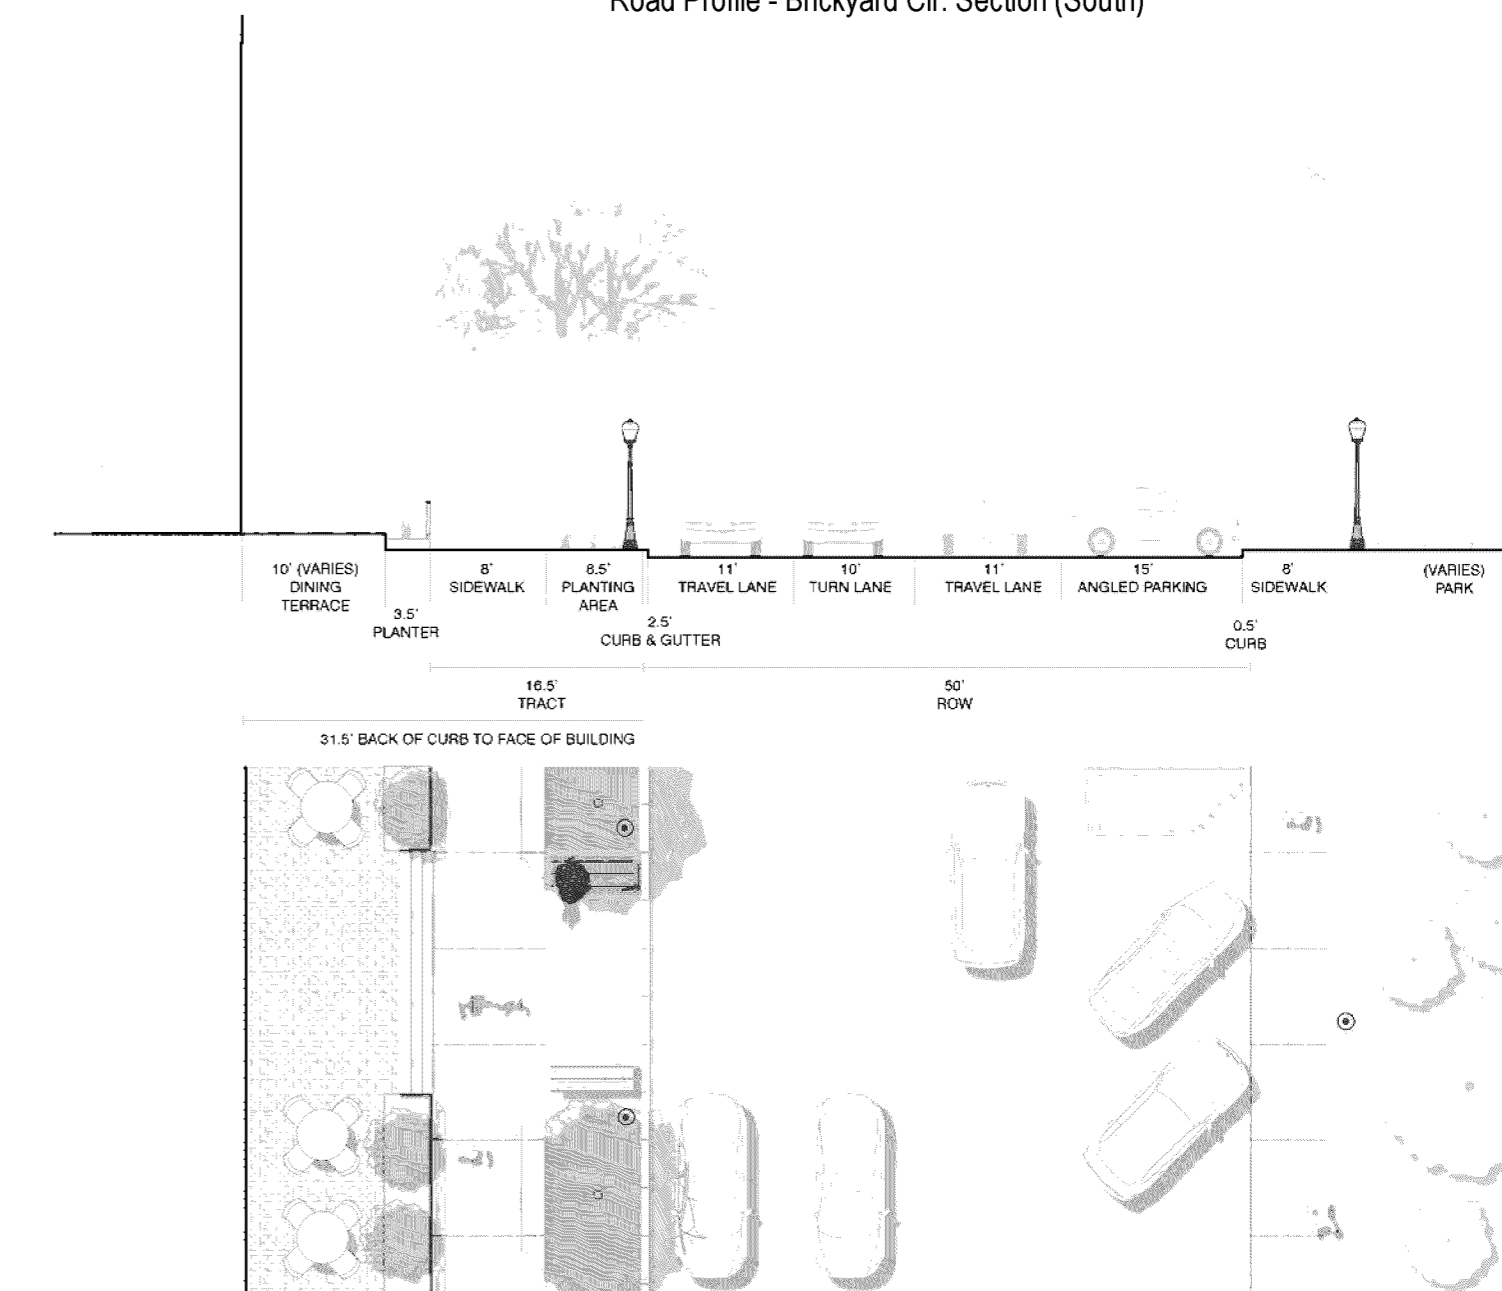 Road Profile - Brickyard Cir. Section (South)
10' (VARIES)
DINING
TERRACE
3.5'
PLANTER
8'
SIDEWALK
8.5'
PLANTING
AREA
2.5'
CURB & GUTTER
11'
TRAVEL LANE
10'
TURN LANE
11'
TRAVEL LANE
15'
ANGLED PARKING
0.5'
CURB
8'
SIDEWALK
(VARIES)
PARK
16.5'
TRACT
50'
ROW
31.5' BACK OF CURB TO FACE OF BUILDING